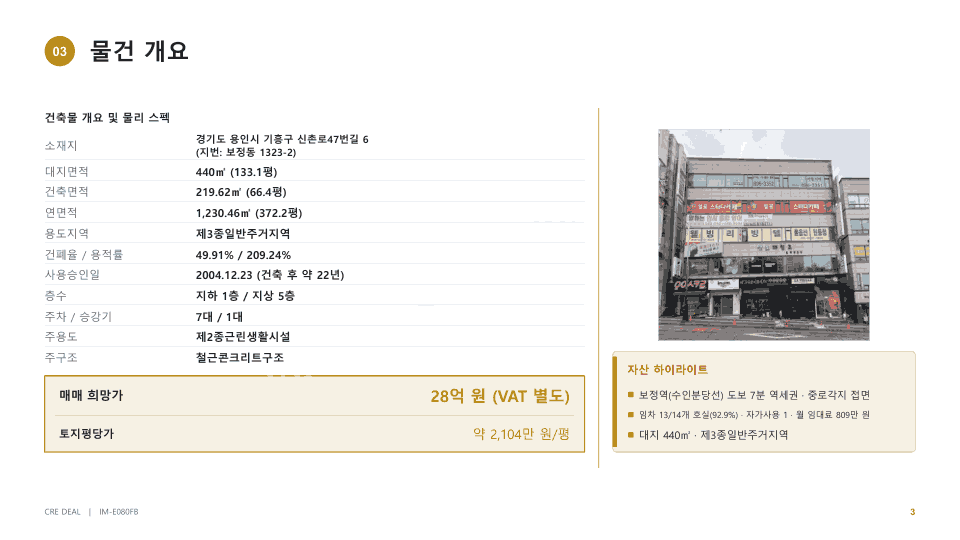 03 물건 개요
건축물 개요 및 물리 스펙
소재지 경기도 용인시 기흥구 신촌로47번길 6
(지번: 보정동 1323-2)
대지면적 440㎡ (133.1평)
건축면적 219.62㎡ (66.4평)
연면적 1,230.46㎡ (372.2평)
용도지역 제3종일반주거지역
건폐율 / 용적률 49.91% / 209.24%
사용승인일 2004.12.23 (건축 후 약 22년)
층수 지하 1층 / 지상 5층
주차 / 승강기 7대 / 1대
주용도 제2종근린생활시설
주구조 철근콘크리트구조
매매 희망가 28억 원 (VAT 별도)
토지평당가 약 2,104만 원/평
웰 빙 리 빙 텔
자산 하이라이트
■ 보정역(수인분당선) 도보 7분 역세권 · 중로각지 접면
■ 임차 13/14개 호실(92.9%) · 자가사용 1 · 월 임대료 809만 원
■ 대지 440㎡ · 제3종일반주거지역
CRE DEAL | IM-E080FB
3